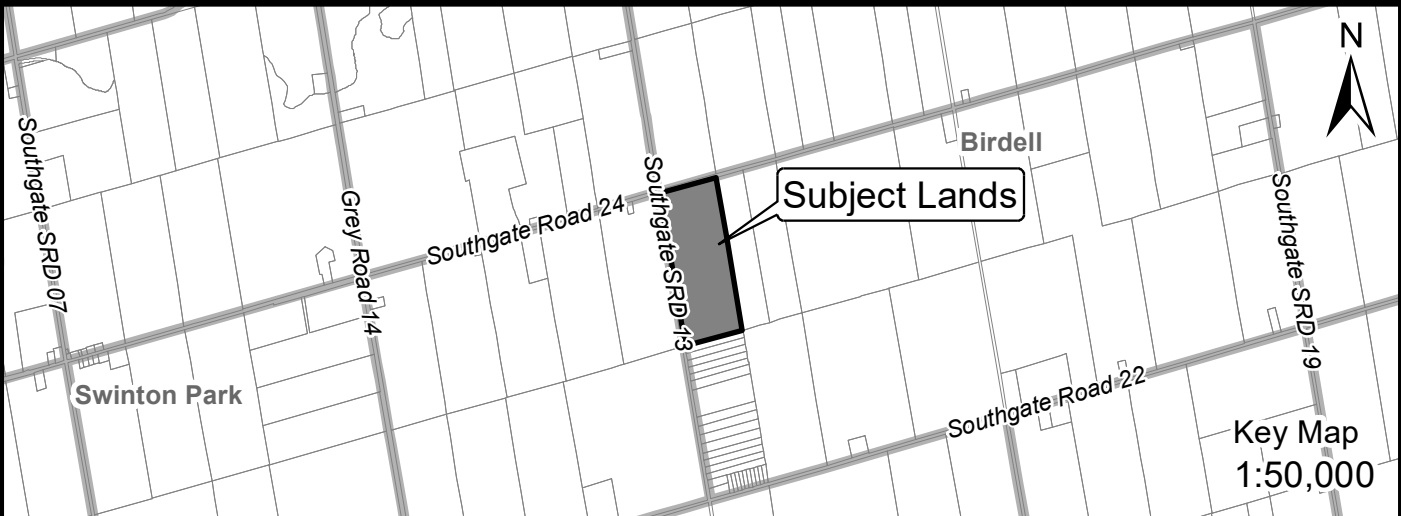 N
Birdell
Subject Lands
Southgate SRD 07
Grey Road 14
Southgate Road 24
Southgate SRD 13
Southgate SRD 19
Swinton Park
Southgate Road 22
Key Map
1:50,000